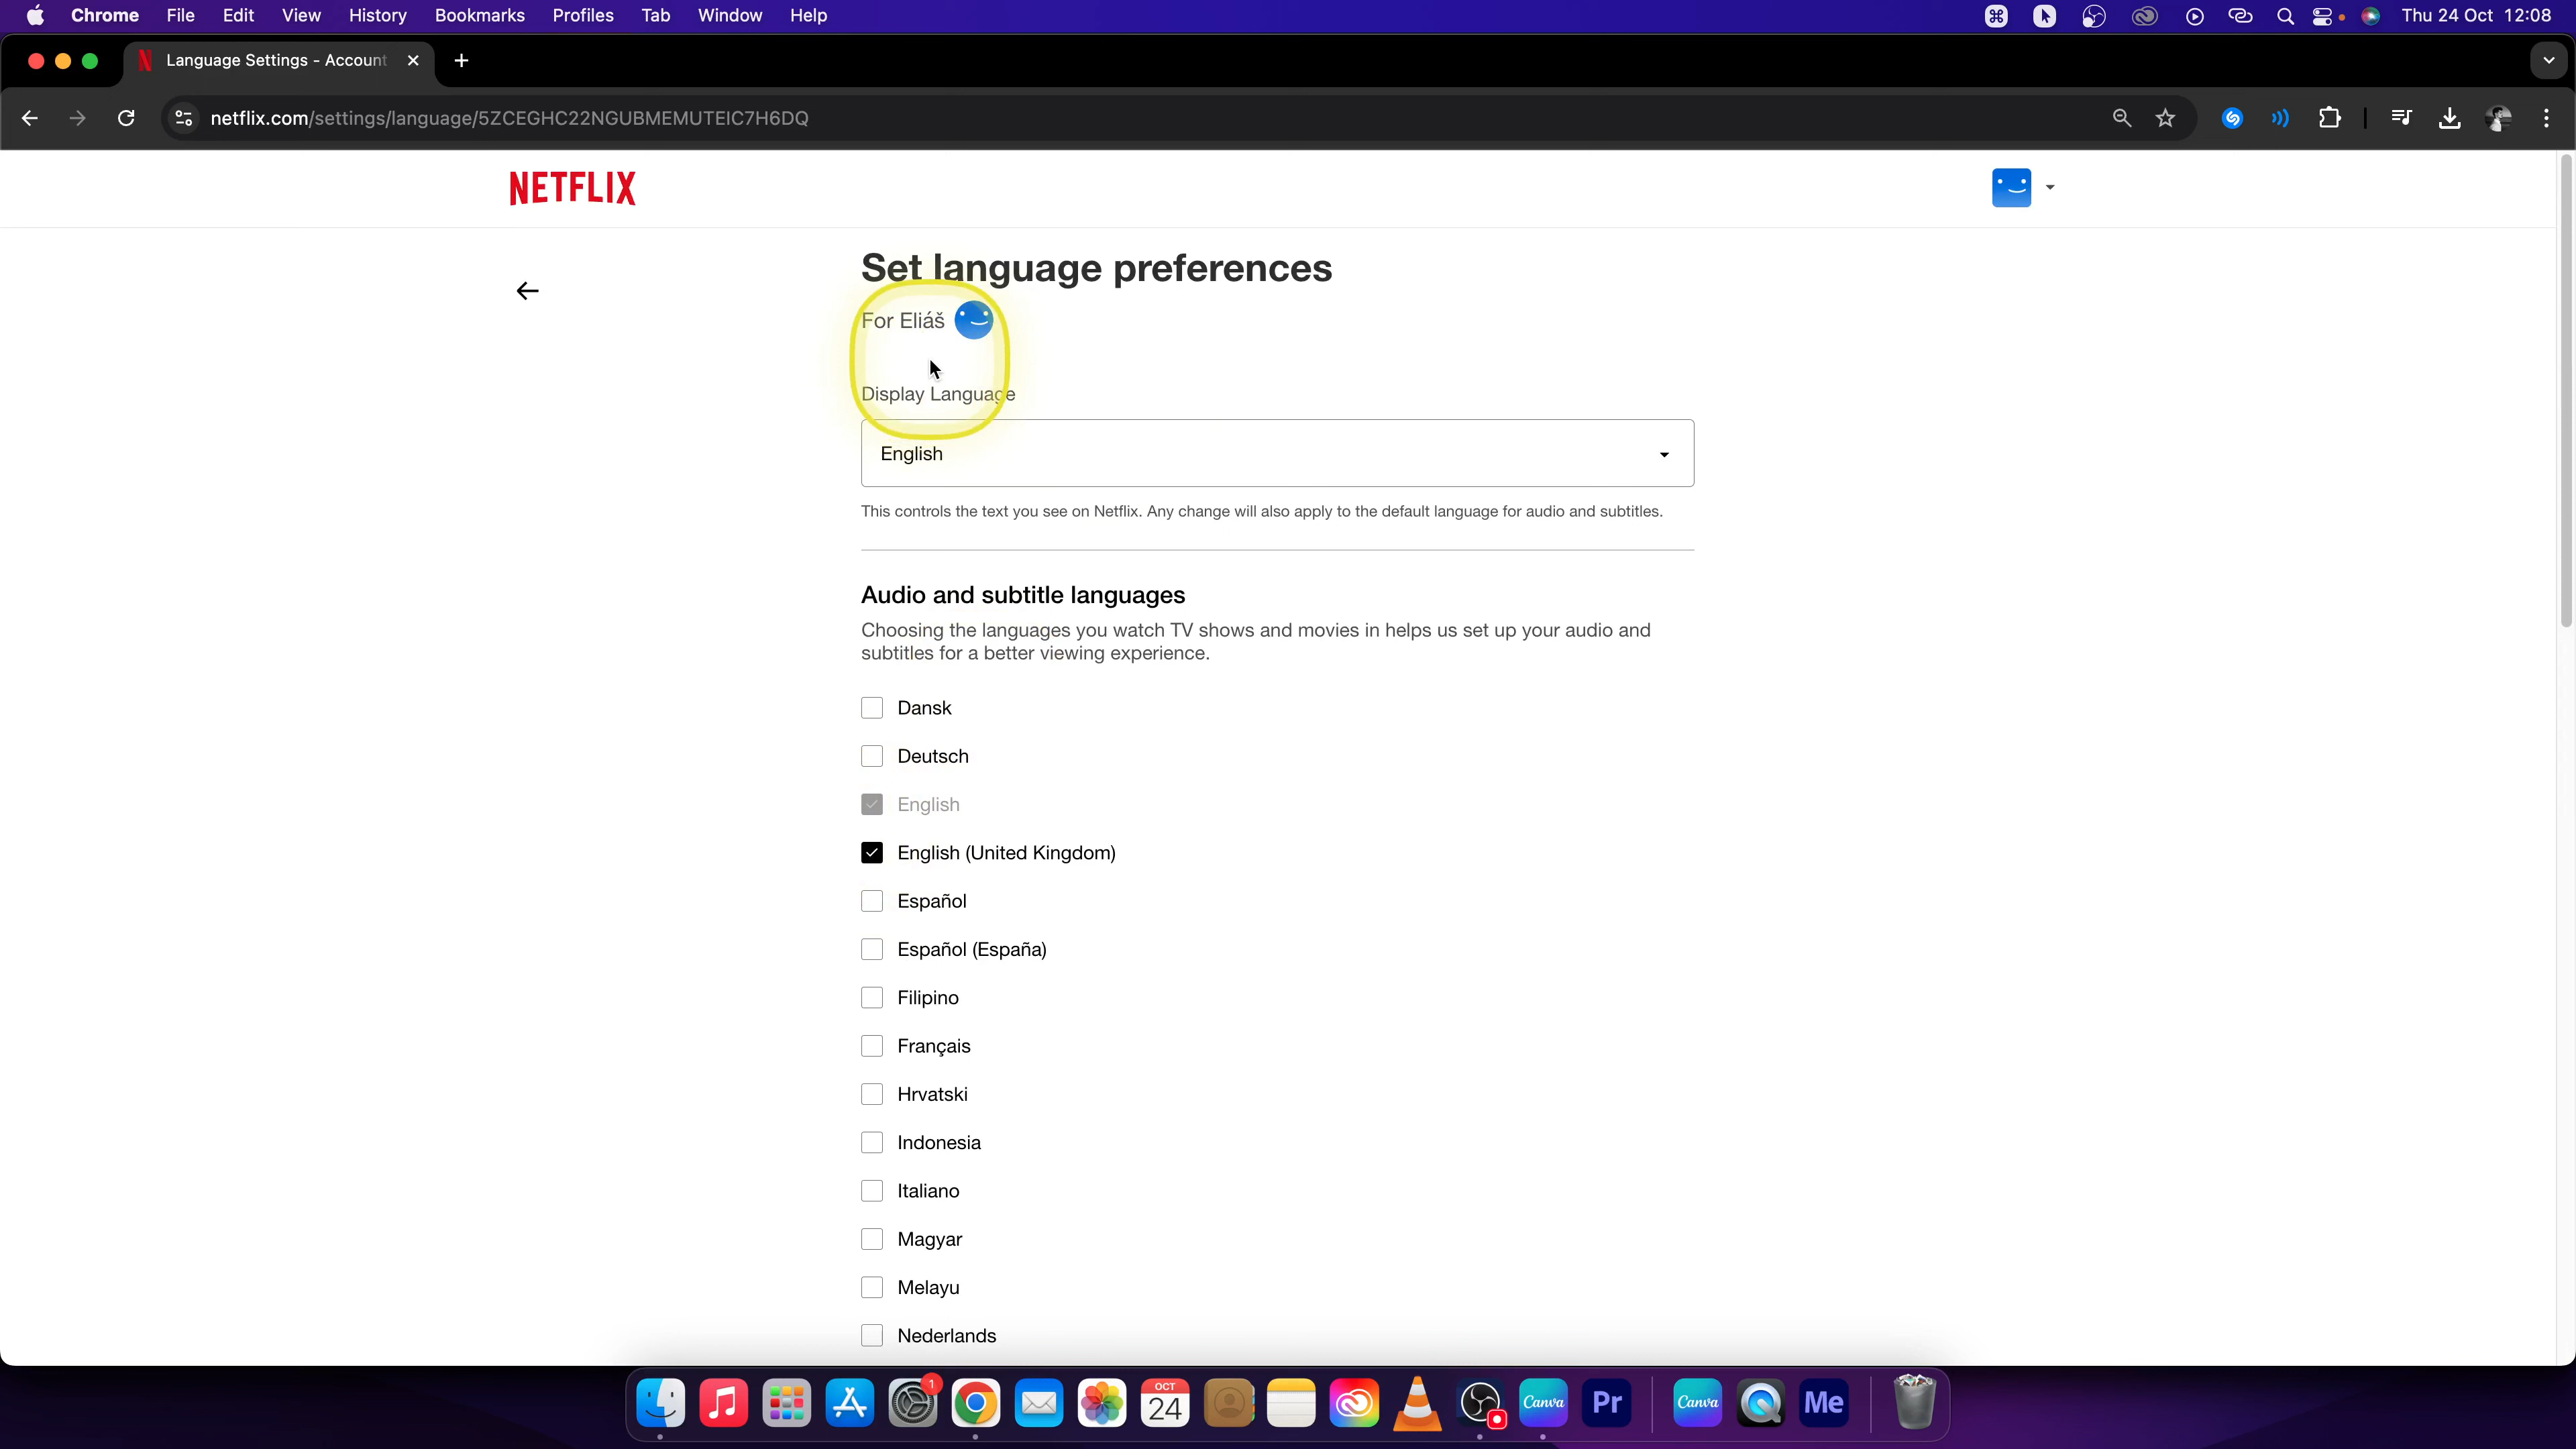 Chrome File Edit View History Bookmarks Profiles Tab Window Help Thu 24 Oct 12:08
Language Settings - Account
netflix.com/settings/language/5ZCEGHC22NGUBMEMUTEIC7H6DQ
NETFLIX
Set language preferences
For Eliáš
Display Language
English
This controls the text you see on Netflix. Any change will also apply to the default language for audio and subtitles.
Audio and subtitle languages
Choosing the languages you watch TV shows and movies in helps us set up your audio and
subtitles for a better viewing experience.
Dansk
Deutsch
English
English (United Kingdom)
Español
Español (España)
Filipino
Français
Hrvatski
Indonesia
Italiano
Magyar
Melayu
Nederlands
1
OCT
24
Canva
Pr
Canva
Me